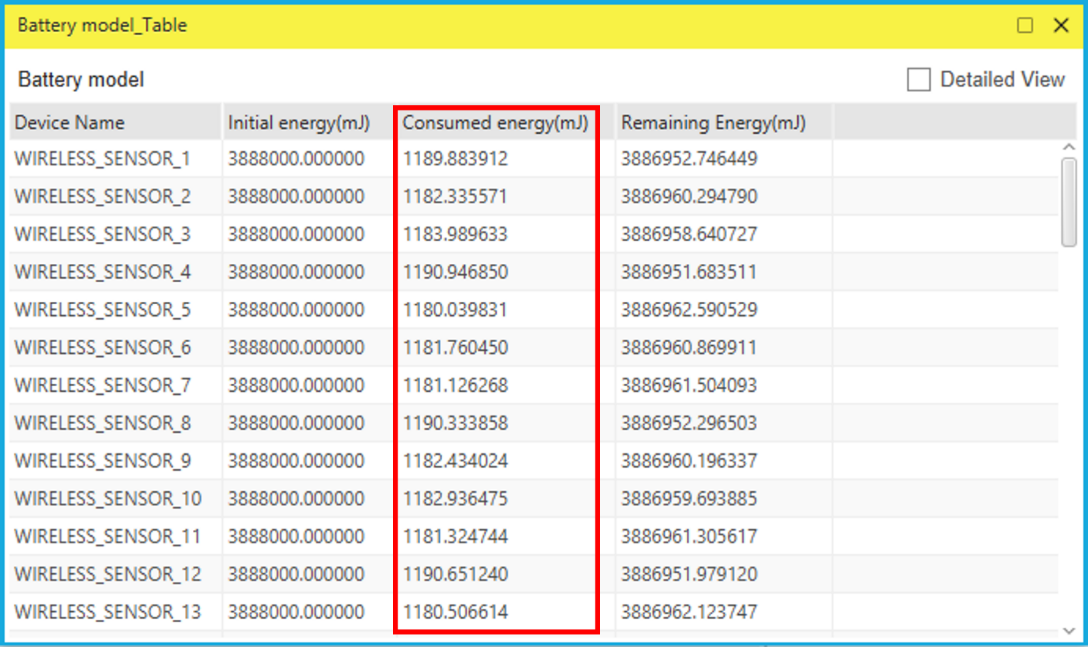 Battery model_Table
Battery model
Detailed View
Device Name Initial energy(mJ) Consumed energy(mJ) Remaining Energy(mJ)
WIRELESS_SENSOR_1 3888000.000000 1189.883912 3886952.746449
WIRELESS_SENSOR_2 3888000.000000 1182.335571 3886960.294790
WIRELESS_SENSOR_3 3888000.000000 1183.989633 3886958.640727
WIRELESS_SENSOR_4 3888000.000000 1190.946850 3886951.683511
WIRELESS_SENSOR_5 3888000.000000 1180.039831 3886962.590529
WIRELESS_SENSOR_6 3888000.000000 1181.760450 3886960.869911
WIRELESS_SENSOR_7 3888000.000000 1181.126268 3886961.504093
WIRELESS_SENSOR_8 3888000.000000 1190.333858 3886952.296503
WIRELESS_SENSOR_9 3888000.000000 1182.434024 3886960.196337
WIRELESS_SENSOR_10 3888000.000000 1182.936475 3886959.693885
WIRELESS_SENSOR_11 3888000.000000 1181.324744 3886961.305617
WIRELESS_SENSOR_12 3888000.000000 1190.651240 3886951.979120
WIRELESS_SENSOR_13 3888000.000000 1180.506614 3886962.123747